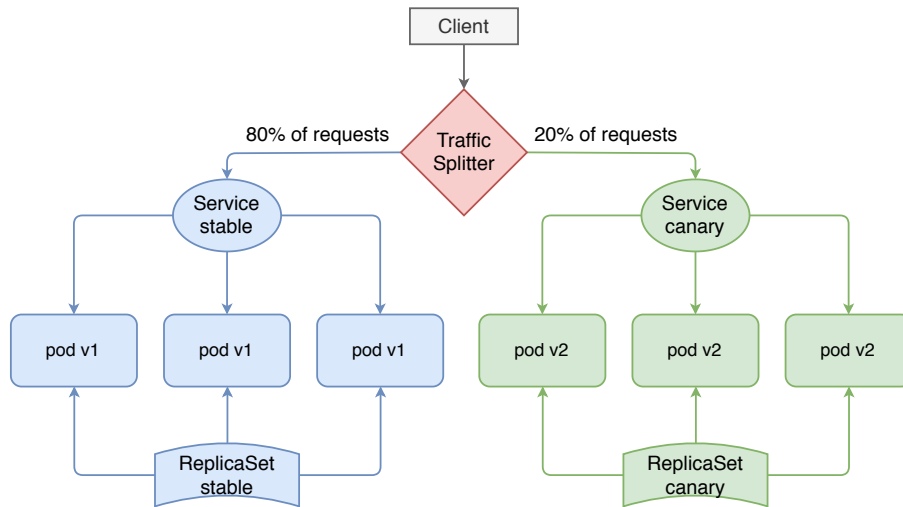 Client
80% of requests
Traffic
Splitter
20% of requests
Service
stable
Service
canary
pod v1
pod v1
pod v1
pod v2
pod v2
pod v2
ReplicaSet
stable
ReplicaSet
canary